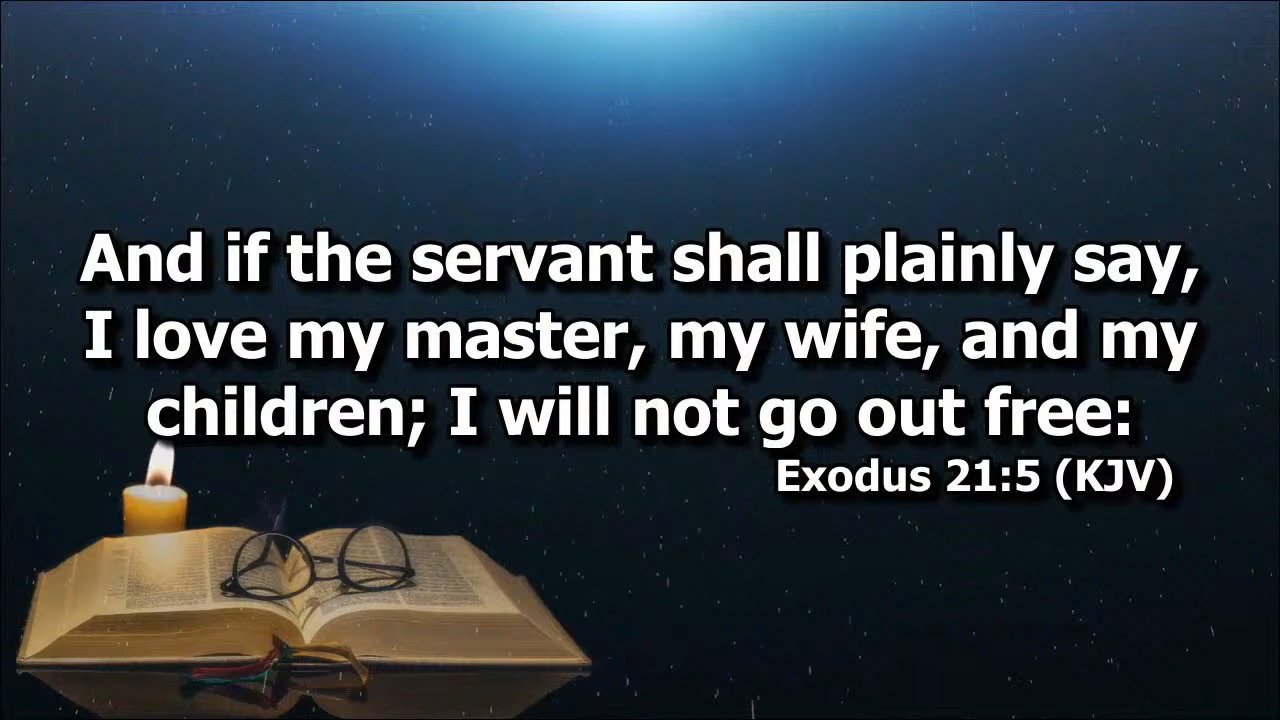 And if the servant shall plainly say,
I love my master, my wife, and my
children; I will not go out free:
Exodus 21:5 (KJV)